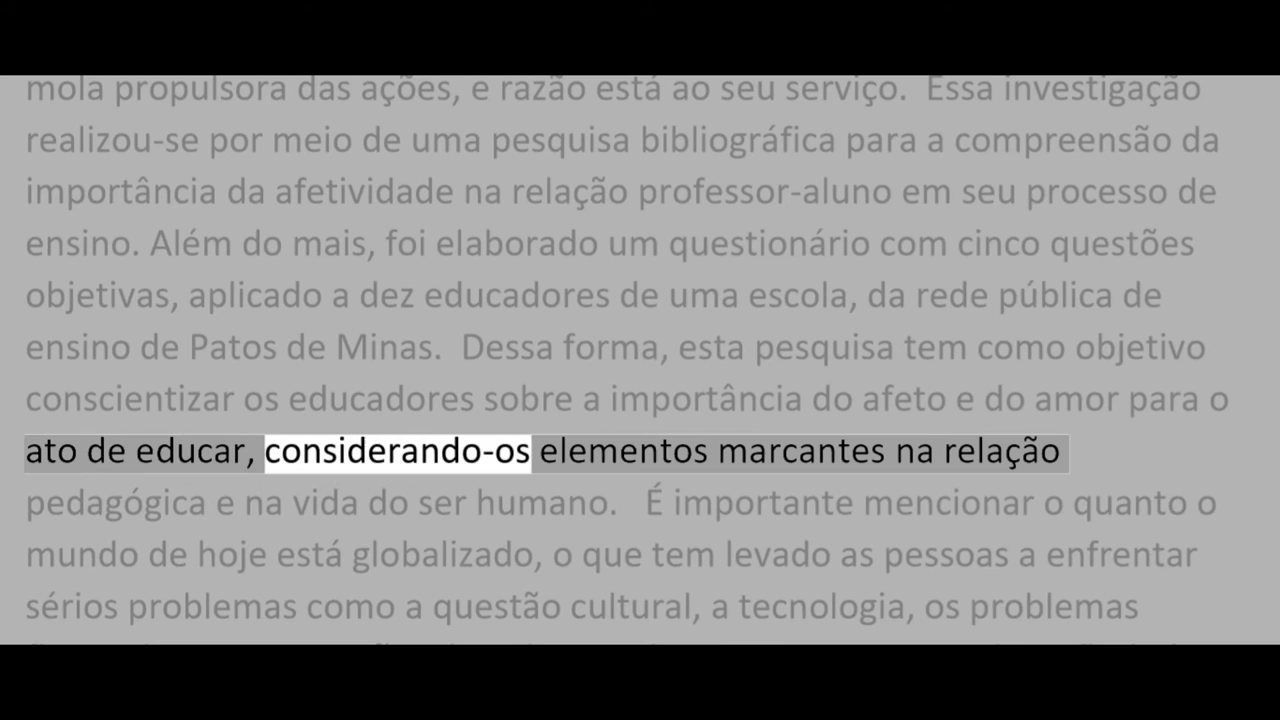 mola propulsora das ações, e razão está ao seu serviço.  Essa investigação
realizou-se por meio de uma pesquisa bibliográfica para a compreensão da
importância da afetividade na relação professor-aluno em seu processo de
ensino. Além do mais, foi elaborado um questionário com cinco questões
objetivas, aplicado a dez educadores de uma escola, da rede pública de
ensino de Patos de Minas.  Dessa forma, esta pesquisa tem como objetivo
conscientizar os educadores sobre a importância do afeto e do amor para o
ato de educar, considerando-os elementos marcantes na relação
pedagógica e na vida do ser humano.   É importante mencionar o quanto o
mundo de hoje está globalizado, o que tem levado as pessoas a enfrentar
sérios problemas como a questão cultural, a tecnologia, os problemas